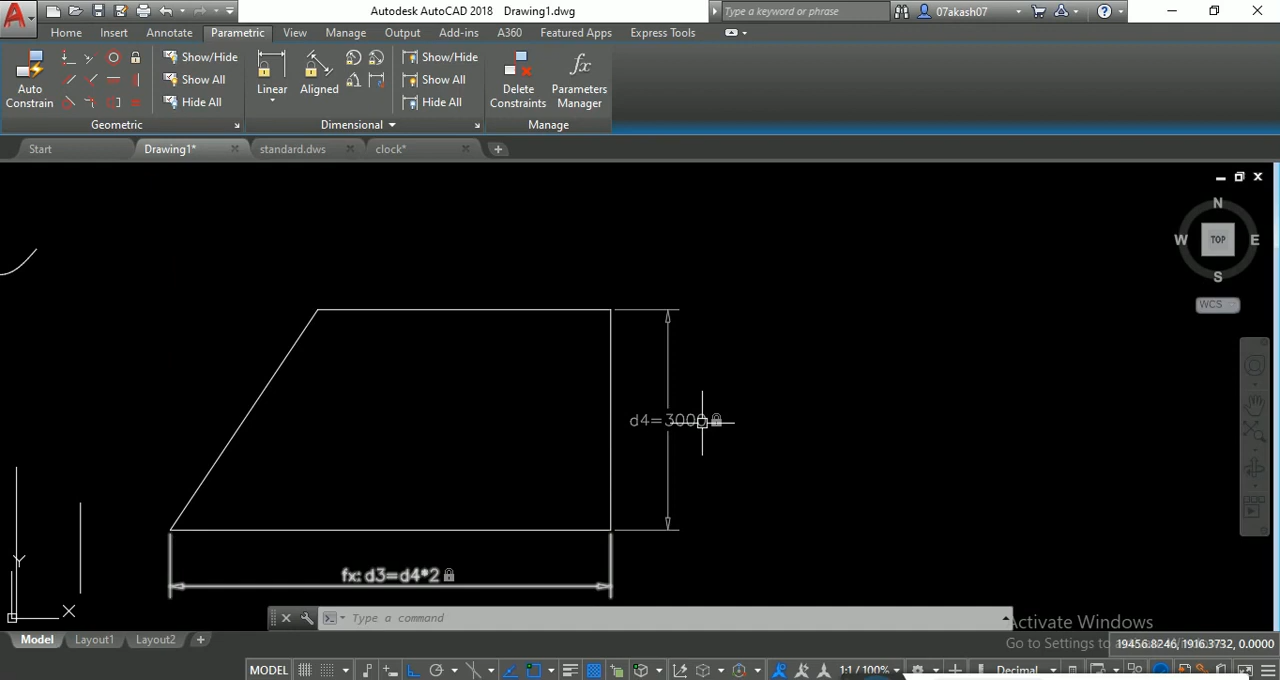 Autodesk AutoCAD 2018 Drawing1.dwg
Type a keyword or phrase
07akash07
Home Insert Annotate Parametric View Manage Output Add-ins A360 Featured Apps Express Tools
Auto
Constrain
Show/Hide
Show All
Hide All
Geometric
Linear
Aligned
Show/Hide
Show All
Hide All
Dimensional
Delete
Constraints
fx
Parameters
Manager
Manage
Start
Drawing1*
standard.dws
clock*
N
W
TOP
E
S
WCS
d4=3000
fx: d3=d4*2
Y
X
Type a command
Activate Windows
Go to Settings to
19456.8246, 1916.3732, 0.0000
Model Layout1 Layout2
MODEL
1:1 / 100%
Decimal